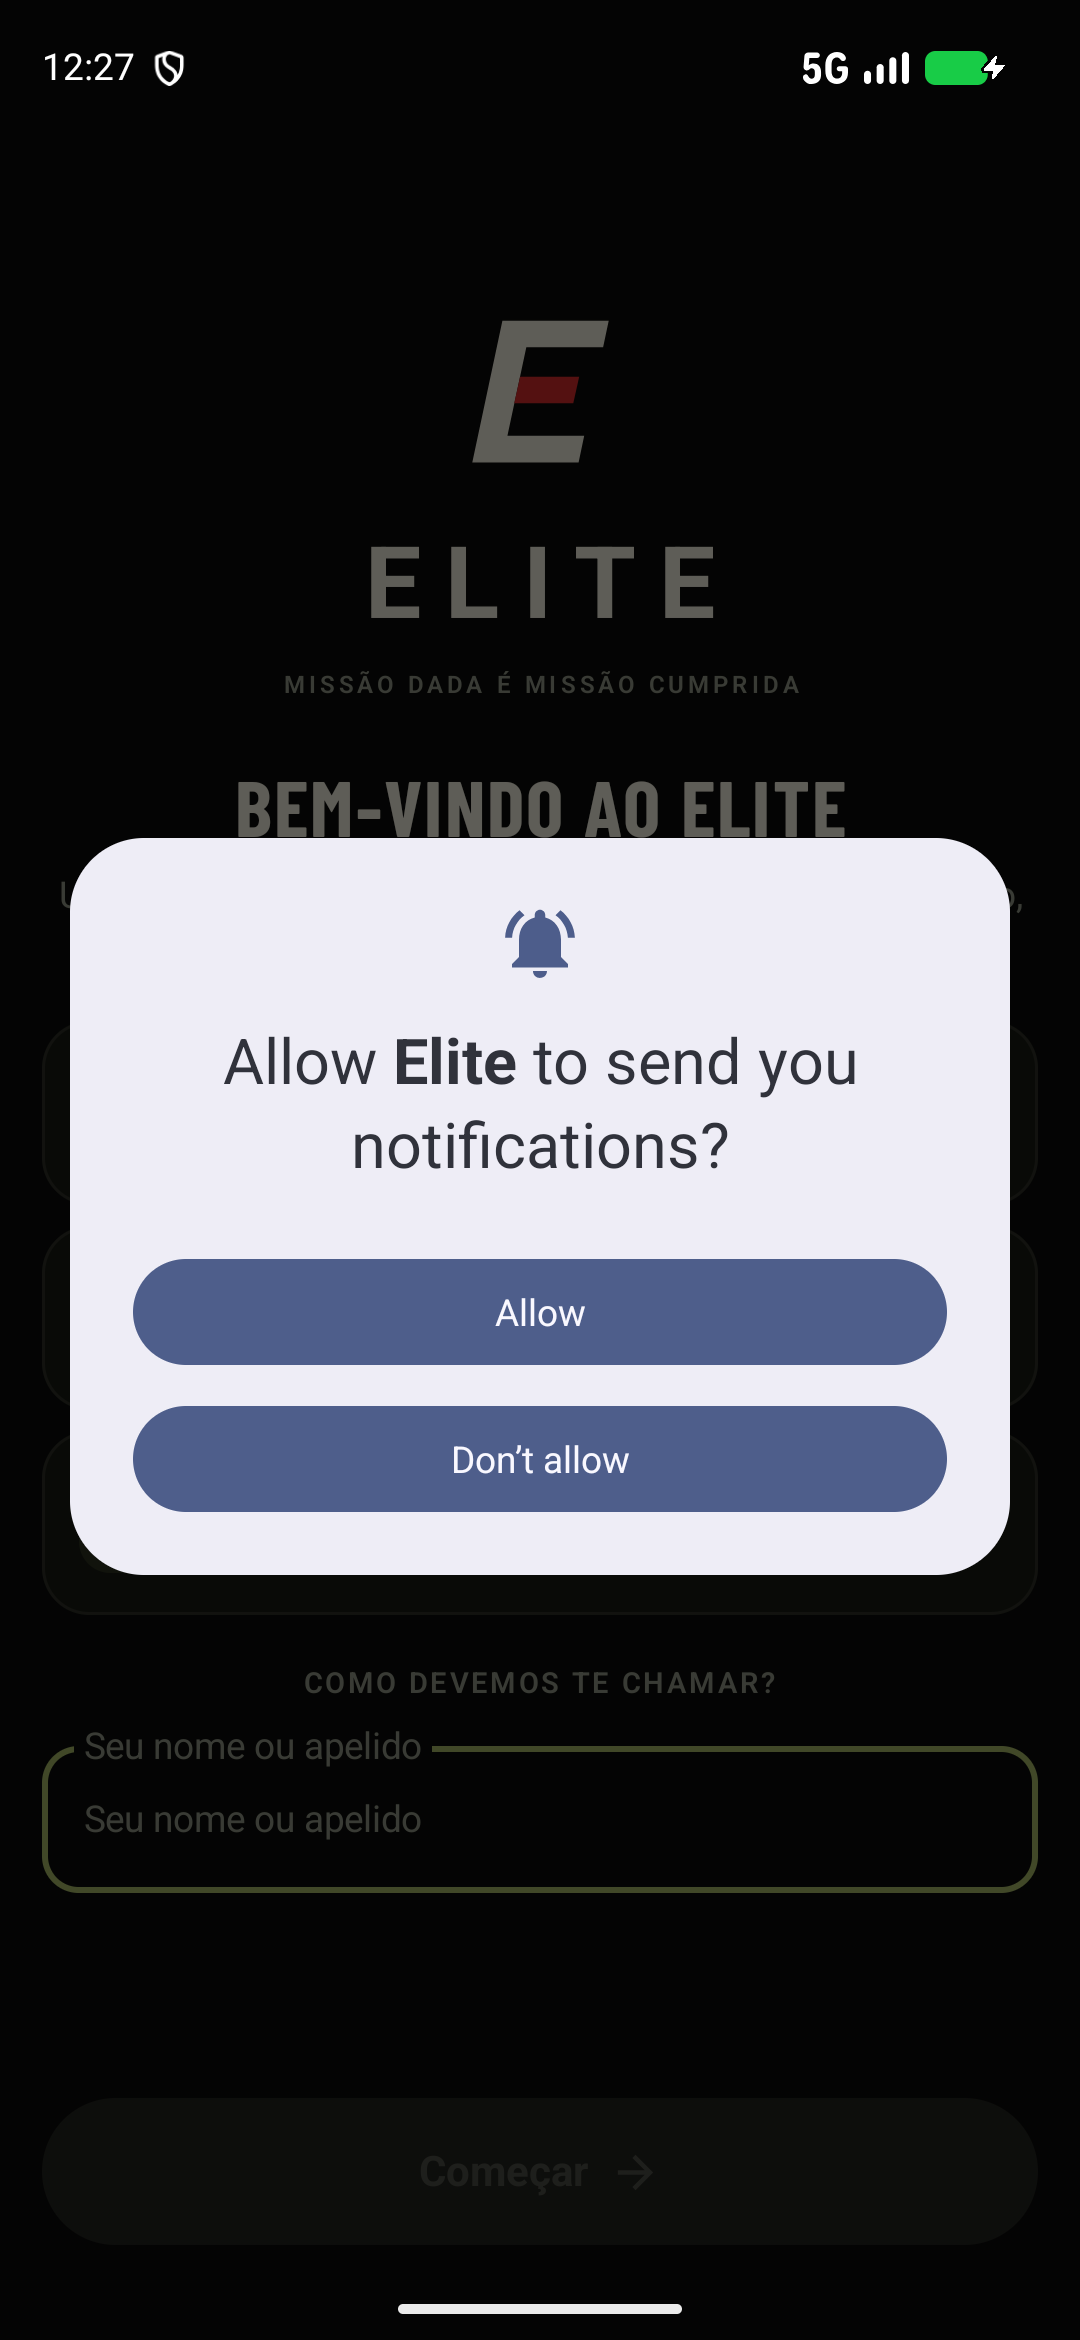 12:27
5G
E
ELITE
MISSÃO DADA É MISSÃO CUMPRIDA
BEM-VINDO AO ELITE
Allow Elite to send you
notifications?
Allow
Don’t allow
COMO DEVEMOS TE CHAMAR?
Seu nome ou apelido
Seu nome ou apelido
Começar